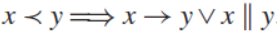 x ≺ y ⟹ x → y ∨ x ∥ y